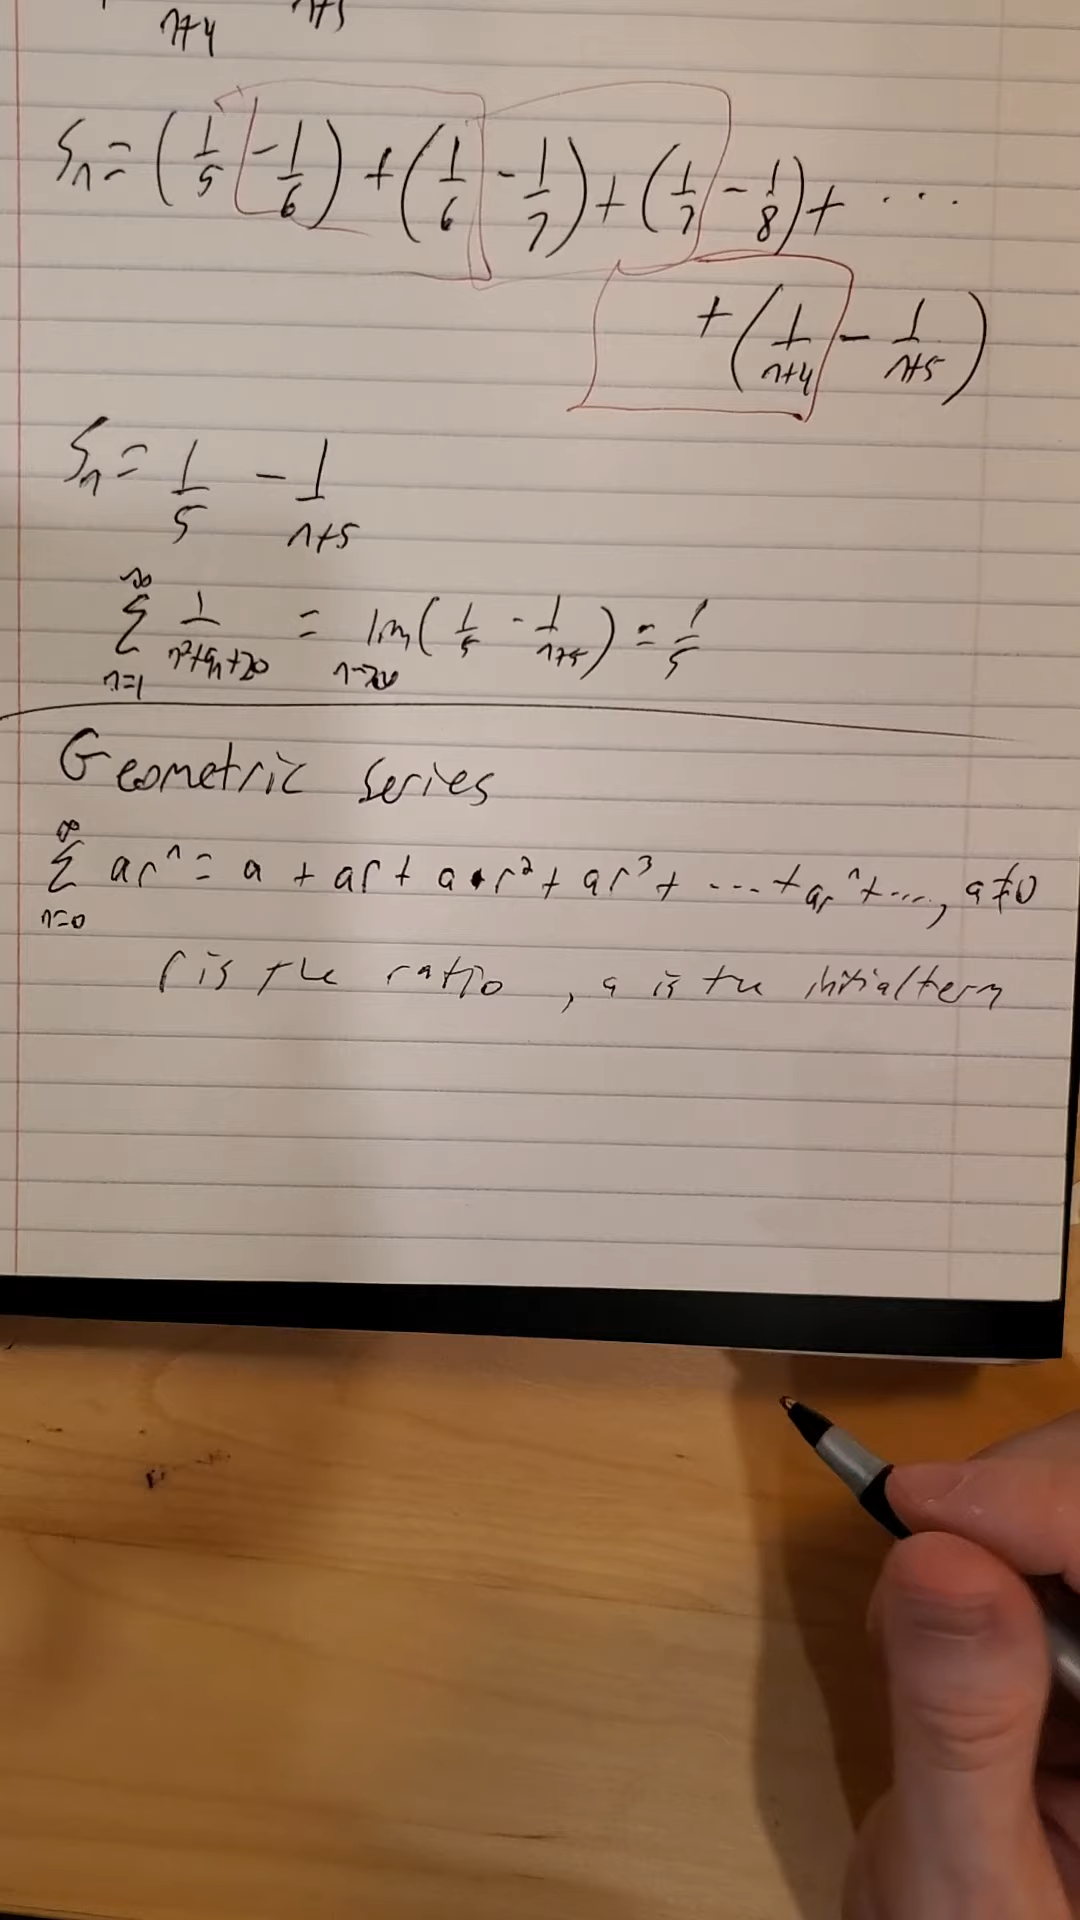 n+4 n+5
Sn = (1/5 - 1/6) + (1/6 - 1/7) + (1/7 - 1/8) + ...
+ (1/n+4 - 1/n+5)
Sn = 1/5 - 1/n+5
∞ Σ n=1 1/n²+9n+20 = lim n→∞ (1/5 - 1/n+5) = 1/5
Geometric series
∞ Σ n=0 arⁿ = a + ar + a·r² + ar³ + ... + arⁿ + ..., a≠0
r is the ratio, a is the initial term